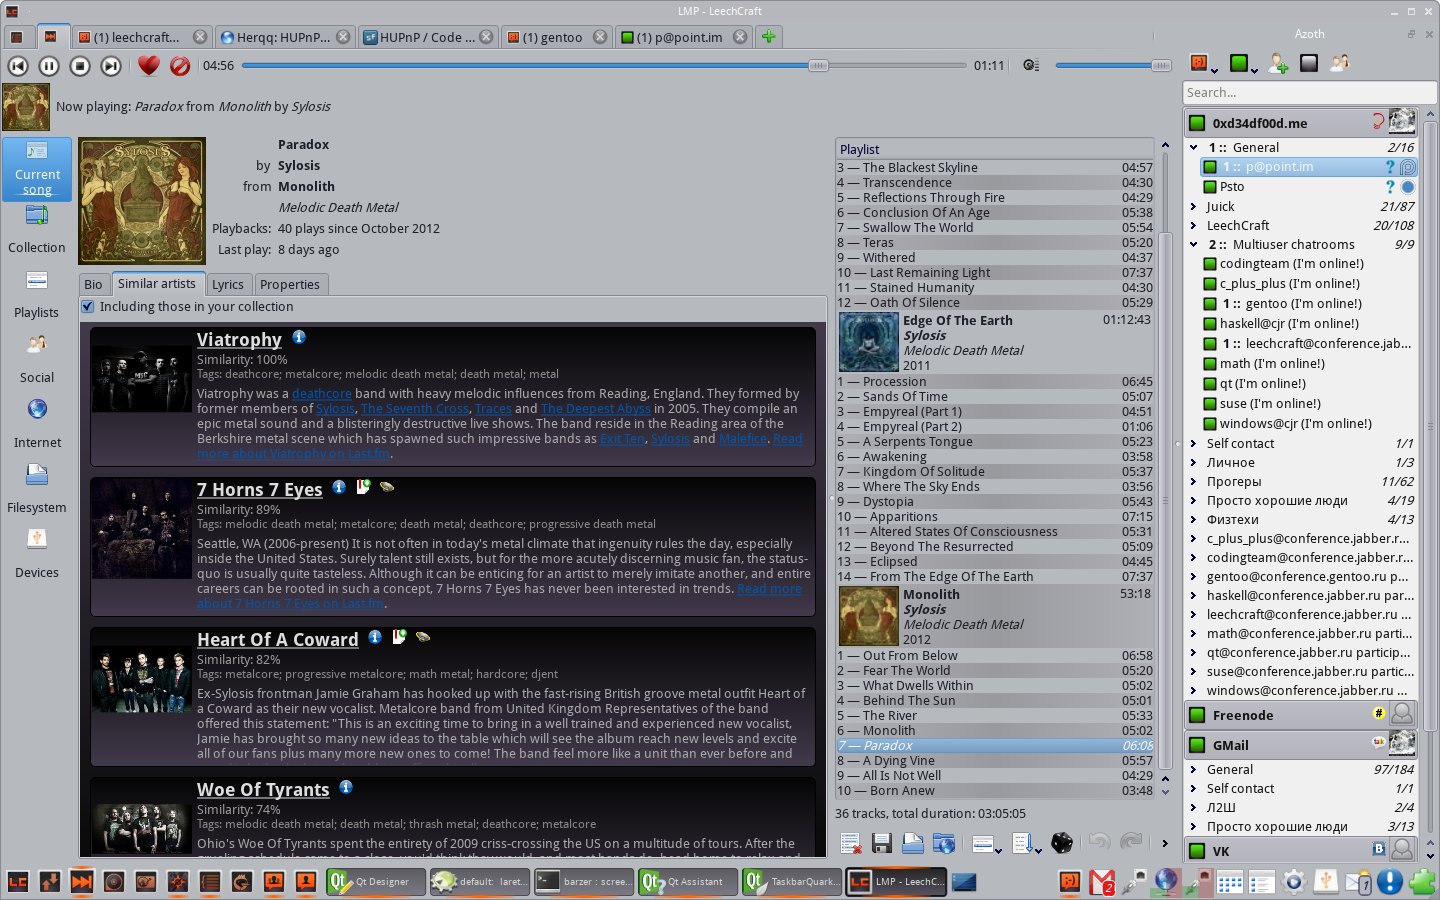 LMP - LeechCraft
(1) leechcraft...
Herqq: HUPnP...
HUPnP / Code ...
(1) gentoo
(1) p@point.im
Azoth
04:56
01:11
Search...
Now playing: Paradox from Monolith by Sylosis
Current song
Collection
Playlists
Social
Internet
Filesystem
Devices
Paradox
by Sylosis
from Monolith
Melodic Death Metal
Playbacks: 40 plays since October 2012
Last play: 8 days ago
Bio
Similar artists
Lyrics
Properties
Including those in your collection
Viatrophy
Similarity: 100%
Tags: deathcore; metalcore; melodic death metal; death metal; metal
Viatrophy was a deathcore band with heavy melodic influences from Reading, England. They formed by
former members of Sylosis, The Seventh Cross, Traces and The Deepest Abyss in 2005. They compile an
epic metal sound and a blisteringly destructive live shows. The band reside in the Reading area of the
Berkshire metal scene which has spawned such impressive bands as Exit Ten, Sylosis and Malefice. Read
more about Viatrophy on Last.fm.
7 Horns 7 Eyes
Similarity: 89%
Tags: melodic death metal; metalcore; death metal; deathcore; progressive death metal
Seattle, WA (2006-present) It is not often in today's metal climate that ingenuity rules the day, especially
inside the United States. Surely talent still exists, but for the more acutely discerning music fan, the status-
quo is usually quite tasteless. Although it can be enticing for an artist to merely imitate another, and entire
careers can be rooted in such a concept, 7 Horns 7 Eyes has never been interested in trends. Read more
about 7 Horns 7 Eyes on Last.fm.
Heart Of A Coward
Similarity: 82%
Tags: metalcore; progressive metalcore; math metal; hardcore; djent
Ex-Sylosis frontman Jamie Graham has hooked up with the fast-rising British groove metal outfit Heart of
a Coward as their new vocalist. Metalcore band from United Kingdom Representatives of the band
offered this statement: "This is an exciting time to bring in a well trained and experienced new vocalist,
Jamie has brought so many new ideas to the table which will see the album reach new levels and excite
all of our fans plus many more new ones to come! The band feel more like a unit than ever before and
Woe Of Tyrants
Similarity: 74%
Tags: melodic death metal; death metal; thrash metal; deathcore; metalcore
Ohio's Woe Of Tyrants spent the entirety of 2009 criss-crossing the US on a multitude of tours. After the
Playlist
3 — The Blackest Skyline 04:57
4 — Transcendence 04:30
5 — Reflections Through Fire 04:29
6 — Conclusion Of An Age 05:38
7 — Swallow The World 05:54
8 — Teras 05:20
9 — Withered 04:37
10 — Last Remaining Light 07:37
11 — Stained Humanity 04:30
12 — Oath Of Silence 05:29
Edge Of The Earth 01:12:43
Sylosis
Melodic Death Metal
2011
1 — Procession 06:45
2 — Sands Of Time 05:07
3 — Empyreal (Part 1) 04:51
4 — Empyreal (Part 2) 01:06
5 — A Serpents Tongue 05:23
6 — Awakening 03:58
7 — Kingdom Of Solitude 05:37
8 — Where The Sky Ends 03:56
9 — Dystopia 05:43
10 — Apparitions 07:15
11 — Altered States Of Consciousness 05:31
12 — Beyond The Resurrected 05:09
13 — Eclipsed 04:45
14 — From The Edge Of The Earth 07:37
Monolith 53:18
Sylosis
Melodic Death Metal
2012
1 — Out From Below 06:58
2 — Fear The World 05:20
3 — What Dwells Within 05:02
4 — Behind The Sun 05:01
5 — The River 05:33
6 — Monolith 05:02
7 — Paradox 06:08
8 — A Dying Vine 05:57
9 — All Is Not Well 04:29
10 — Born Anew 03:48
36 tracks, total duration: 03:05:05
0xd34df00d.me
1 :: General 2/16
1 :: p@point.im
Psto
Juick 21/87
LeechCraft 20/108
2 :: Multiuser chatrooms 9/9
codingteam (I'm online!)
c_plus_plus (I'm online!)
1 :: gentoo (I'm online!)
haskell@cjr (I'm online!)
1 :: leechcraft@conference.jab...
math (I'm online!)
qt (I'm online!)
suse (I'm online!)
windows@cjr (I'm online!)
Self contact 1/1
Личное 1/3
Прогеры 11/62
Просто хорошие люди 4/19
Физтехи 4/13
c_plus_plus@conference.jabber.r...
codingteam@conference.jabber.r...
gentoo@conference.gentoo.ru p...
haskell@conference.jabber.ru par...
leechcraft@conference.jabber.ru ...
math@conference.jabber.ru parti...
qt@conference.jabber.ru particip...
suse@conference.jabber.ru partic...
windows@conference.jabber.ru ...
Freenode
GMail
General 97/184
Self contact 1/1
Л2Ш 2/4
Просто хорошие люди 3/13
VK
Qt Designer
default: laret...
barzer : scree...
Qt Assistant
TaskbarQuark...
LMP - LeechC...
2
1